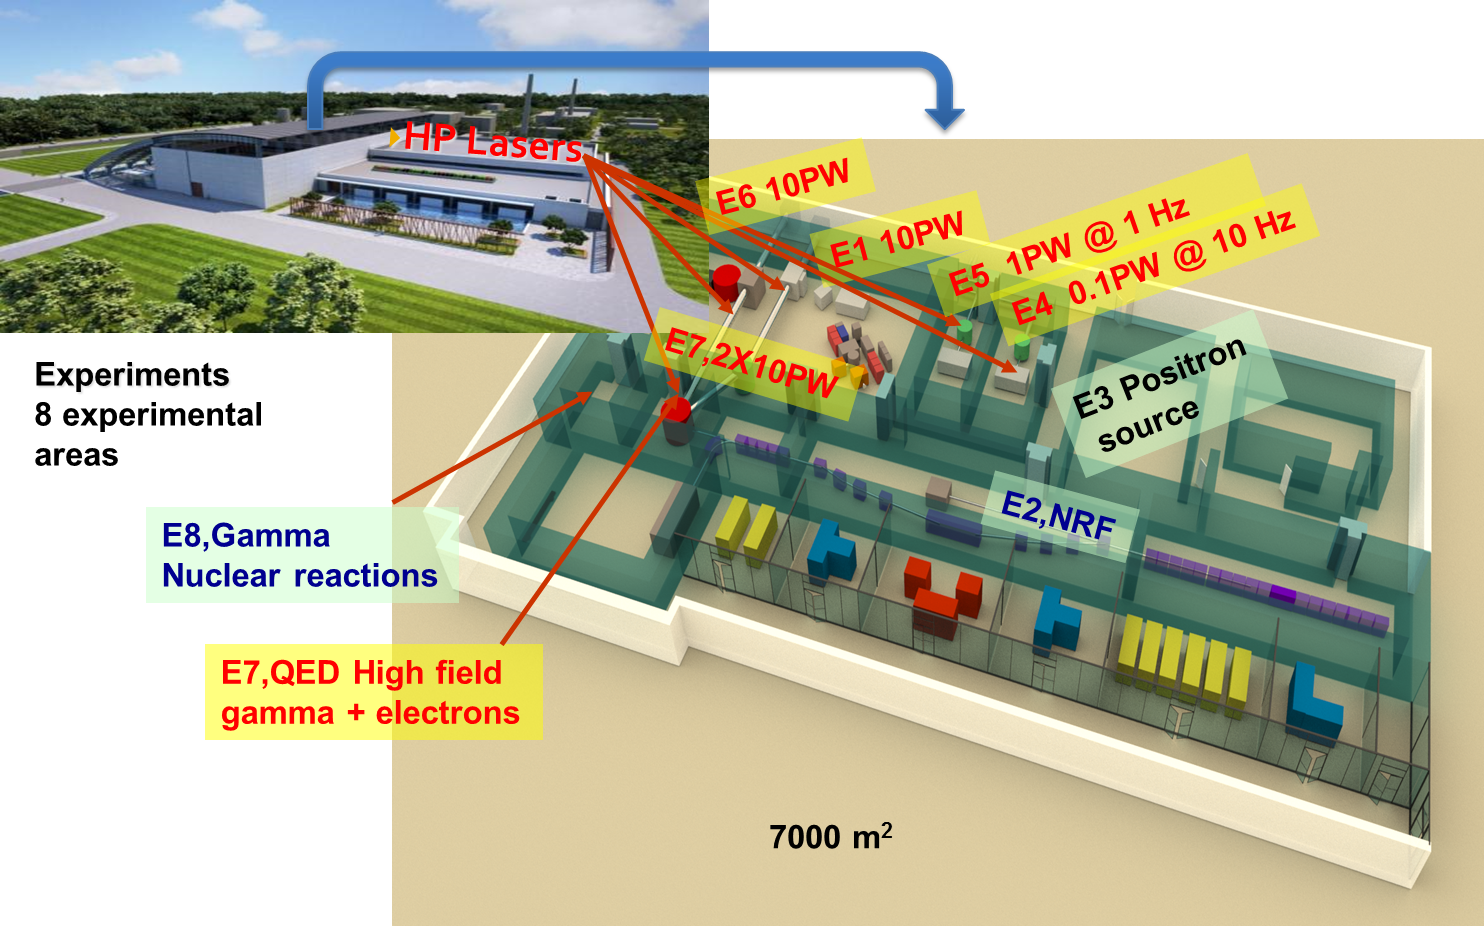 HP Lasers
E6 10PW
E1 10PW
E5 1PW @ 1 Hz
E4 0.1PW @ 10 Hz
E7,2X10PW
E3 Positron
source
Experiments
8 experimental
areas
E2,NRF
E8,Gamma
Nuclear reactions
E7,QED High field
gamma + electrons
7000 m²